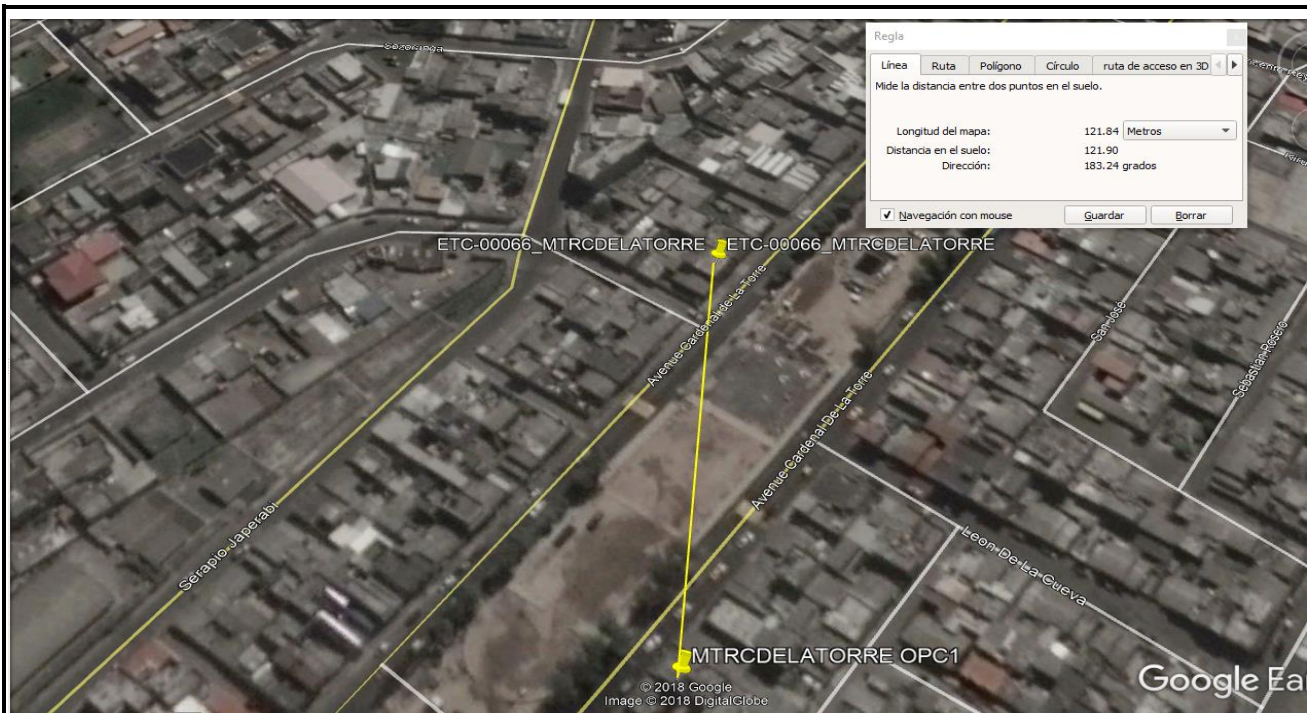 Regla
Línea Ruta Polígono Círculo ruta de acceso en 3D
Mide la distancia entre dos puntos en el suelo.
Longitud del mapa: 121.84 Metros
Distancia en el suelo: 121.90
Dirección: 183.24 grados
Navegación con mouse Guardar Borrar
ETC-00066_MTRCDELATORRE ETC-00066_MTRCDELATORRE
Avenue Cardenal de La Torre
San José
Sebastian Rosero
Avenue Cardenal De La Torre
Serapio Japerabi
Leon De La Cueva
MTRCDELATORRE OPC1
© 2018 Google
Image © 2018 DigitalGlobe
Google Ea